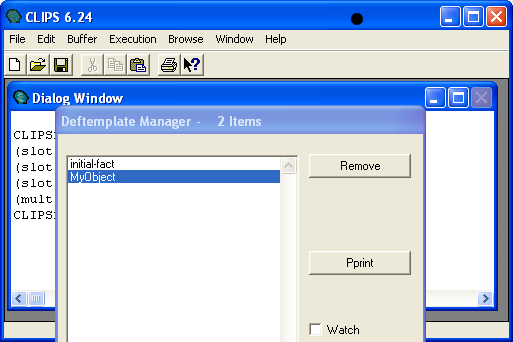 CLIPS 6.24
File Edit Buffer Execution Browse Window Help
Dialog Window
Deftemplate Manager - 2 Items
CLIPS
(slot
(slot
(slot
(mult
CLIPS
initial-fact
MyObject
Remove
Pprint
Watch